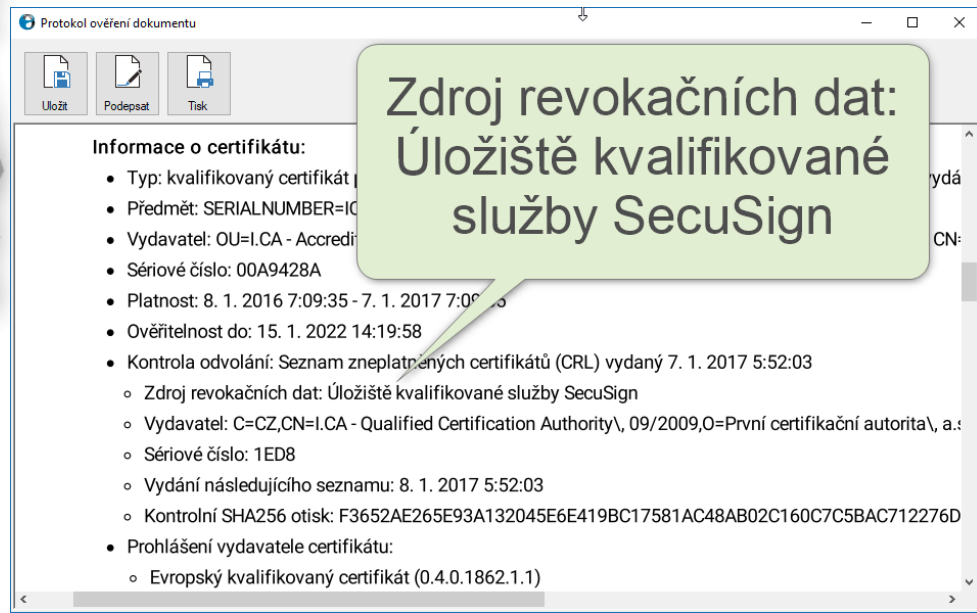 Protokol ověření dokumentu
Uložit
Podepsat
Tisk
Zdroj revokačních dat:
Úložiště kvalifikované
služby SecuSign
Informace o certifikátu:
Typ: kvalifikovaný certifikát
Předmět: SERIALNUMBER=
Vydavatel: OU=I.CA - Accredi CN=
Sériové číslo: 00A9428A
Platnost: 8. 1. 2016 7:09:35 - 7. 1. 2017
Ověřitelnost do: 15. 1. 2022 14:19:58
Kontrola odvolání: Seznam zneplatněných certifikátů (CRL) vydaný 7. 1. 2017 5:52:03
Zdroj revokačních dat: Úložiště kvalifikované služby SecuSign
Vydavatel: C=CZ,CN=I.CA - Qualified Certification Authority\, 09/2009,O=První certifikační autorita\, a.s
Sériové číslo: 1ED8
Vydání následujícího seznamu: 8. 1. 2017 5:52:03
Kontrolní SHA256 otisk: F3652AE265E93A132045E6E419BC17581AC48AB02C160C7C5BAC712276D
Prohlášení vydavatele certifikátu:
Evropský kvalifikovaný certifikát (0.4.0.1862.1.1)